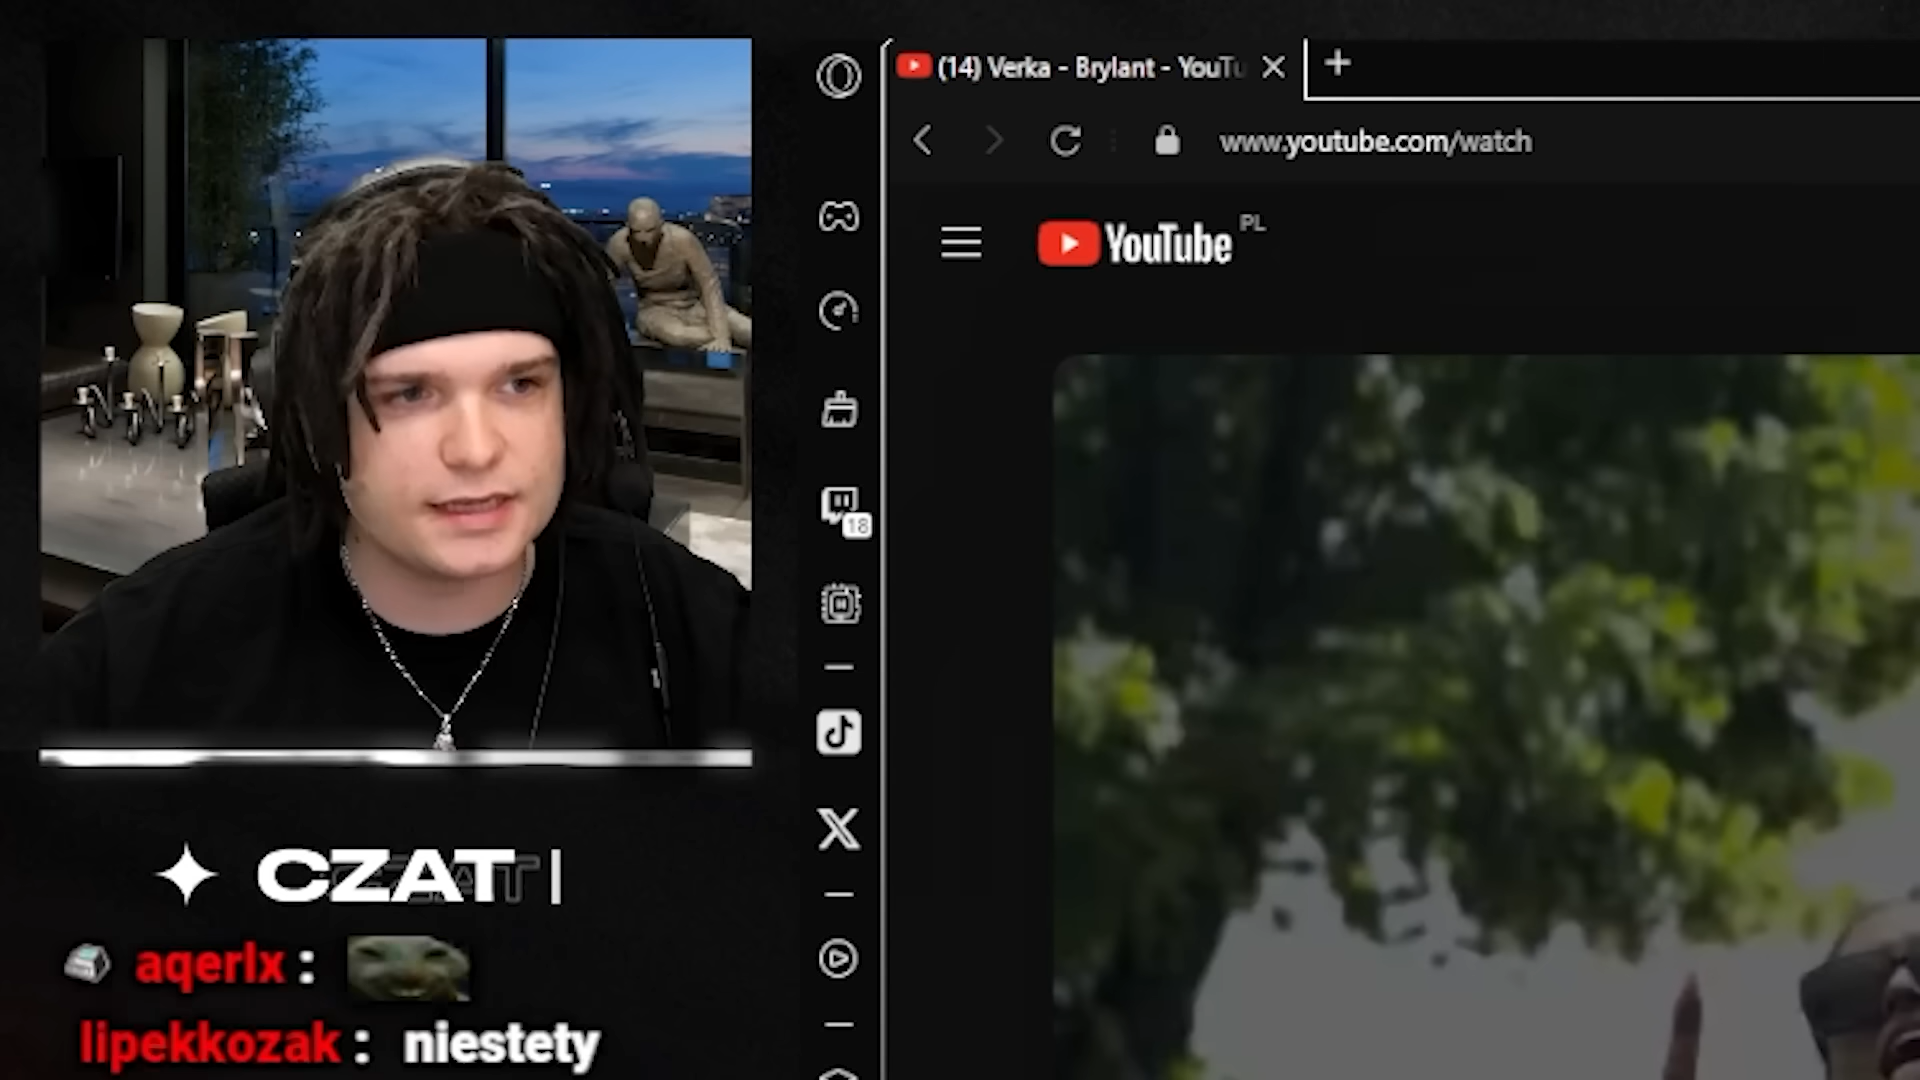 (14) Verka - Brylant - YouTu
www.youtube.com/watch
YouTube PL
18
CZAT
aqerlx :
lipekkozak : niestety